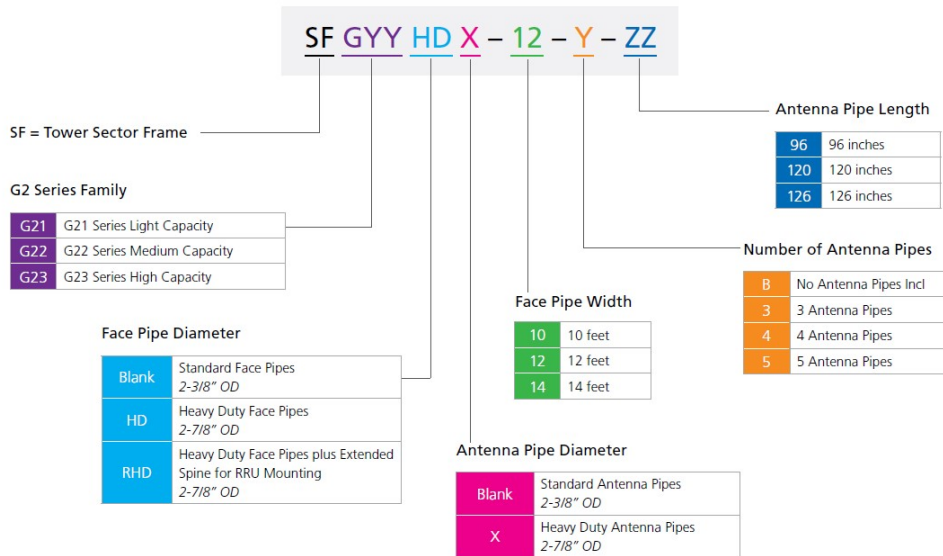 SF GYY HD X – 12 – Y – ZZ
SF = Tower Sector Frame
G2 Series Family
G21 G21 Series Light Capacity
G22 G22 Series Medium Capacity
G23 G23 Series High Capacity
Face Pipe Diameter
Blank Standard Face Pipes
2-3/8” OD
HD Heavy Duty Face Pipes
2-7/8” OD
RHD Heavy Duty Face Pipes plus Extended
Spine for RRU Mounting
2-7/8” OD
Antenna Pipe Diameter
Blank Standard Antenna Pipes
2-3/8” OD
X Heavy Duty Antenna Pipes
2-7/8” OD
Face Pipe Width
10 10 feet
12 12 feet
14 14 feet
Number of Antenna Pipes
B No Antenna Pipes Incl
3 3 Antenna Pipes
4 4 Antenna Pipes
5 5 Antenna Pipes
Antenna Pipe Length
96 96 inches
120 120 inches
126 126 inches